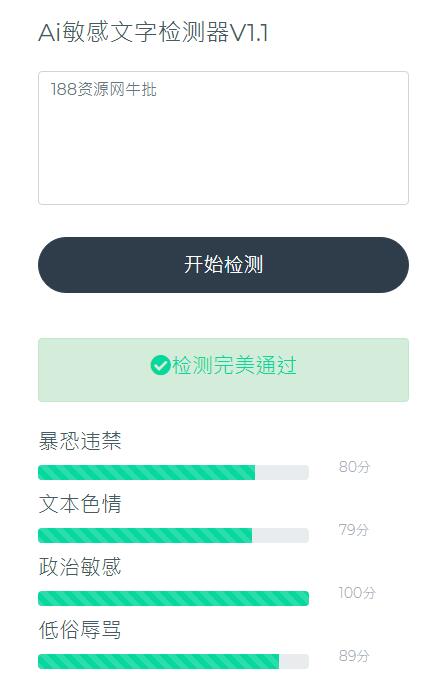 Ai敏感文字检测器V1.1
188资源网牛批
开始检测
检测完美通过
暴恐违禁
80分
文本色情
79分
政治敏感
100分
低俗辱骂
89分